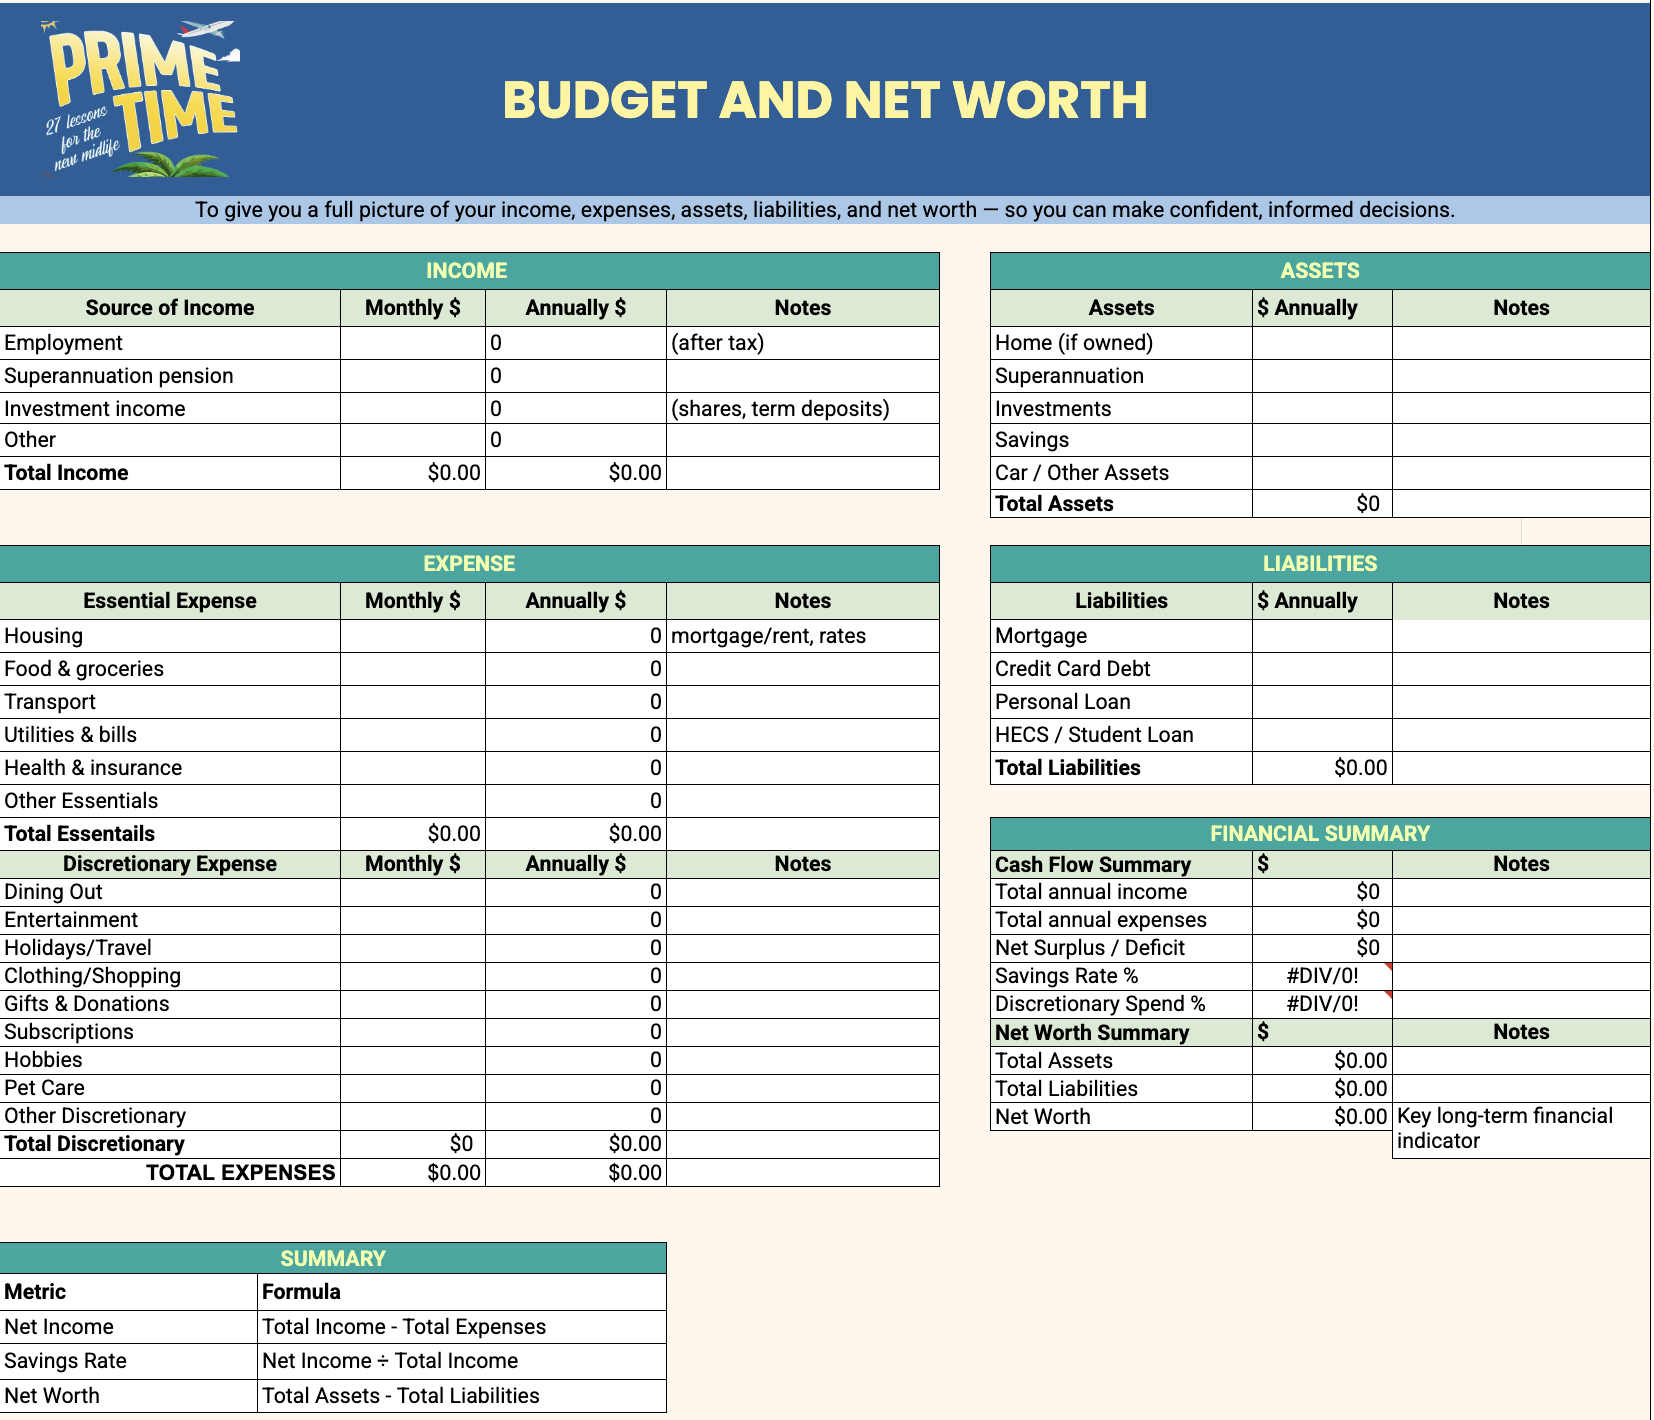 PRIME
TIME
27 lessons
for the
new midlife
BUDGET AND NET WORTH
To give you a full picture of your income, expenses, assets, liabilities, and net worth — so you can make confident, informed decisions.
INCOME
Source of Income Monthly $ Annually $ Notes
Employment 0 (after tax)
Superannuation pension 0
Investment income 0 (shares, term deposits)
Other 0
Total Income $0.00 $0.00
EXPENSE
Essential Expense Monthly $ Annually $ Notes
Housing 0 mortgage/rent, rates
Food & groceries 0
Transport 0
Utilities & bills 0
Health & insurance 0
Other Essentials 0
Total Essentails $0.00 $0.00
Discretionary Expense Monthly $ Annually $ Notes
Dining Out 0
Entertainment 0
Holidays/Travel 0
Clothing/Shopping 0
Gifts & Donations 0
Subscriptions 0
Hobbies 0
Pet Care 0
Other Discretionary 0
Total Discretionary $0 $0.00
TOTAL EXPENSES $0.00 $0.00
SUMMARY
Metric Formula
Net Income Total Income - Total Expenses
Savings Rate Net Income ÷ Total Income
Net Worth Total Assets - Total Liabilities
ASSETS
Assets $ Annually Notes
Home (if owned)
Superannuation
Investments
Savings
Car / Other Assets
Total Assets $0
LIABILITIES
Liabilities $ Annually Notes
Mortgage
Credit Card Debt
Personal Loan
HECS / Student Loan
Total Liabilities $0.00
FINANCIAL SUMMARY
Cash Flow Summary $ Notes
Total annual income $0
Total annual expenses $0
Net Surplus / Deficit $0
Savings Rate % #DIV/0!
Discretionary Spend % #DIV/0!
Net Worth Summary $ Notes
Total Assets $0.00
Total Liabilities $0.00
Net Worth $0.00 Key long-term financial
indicator